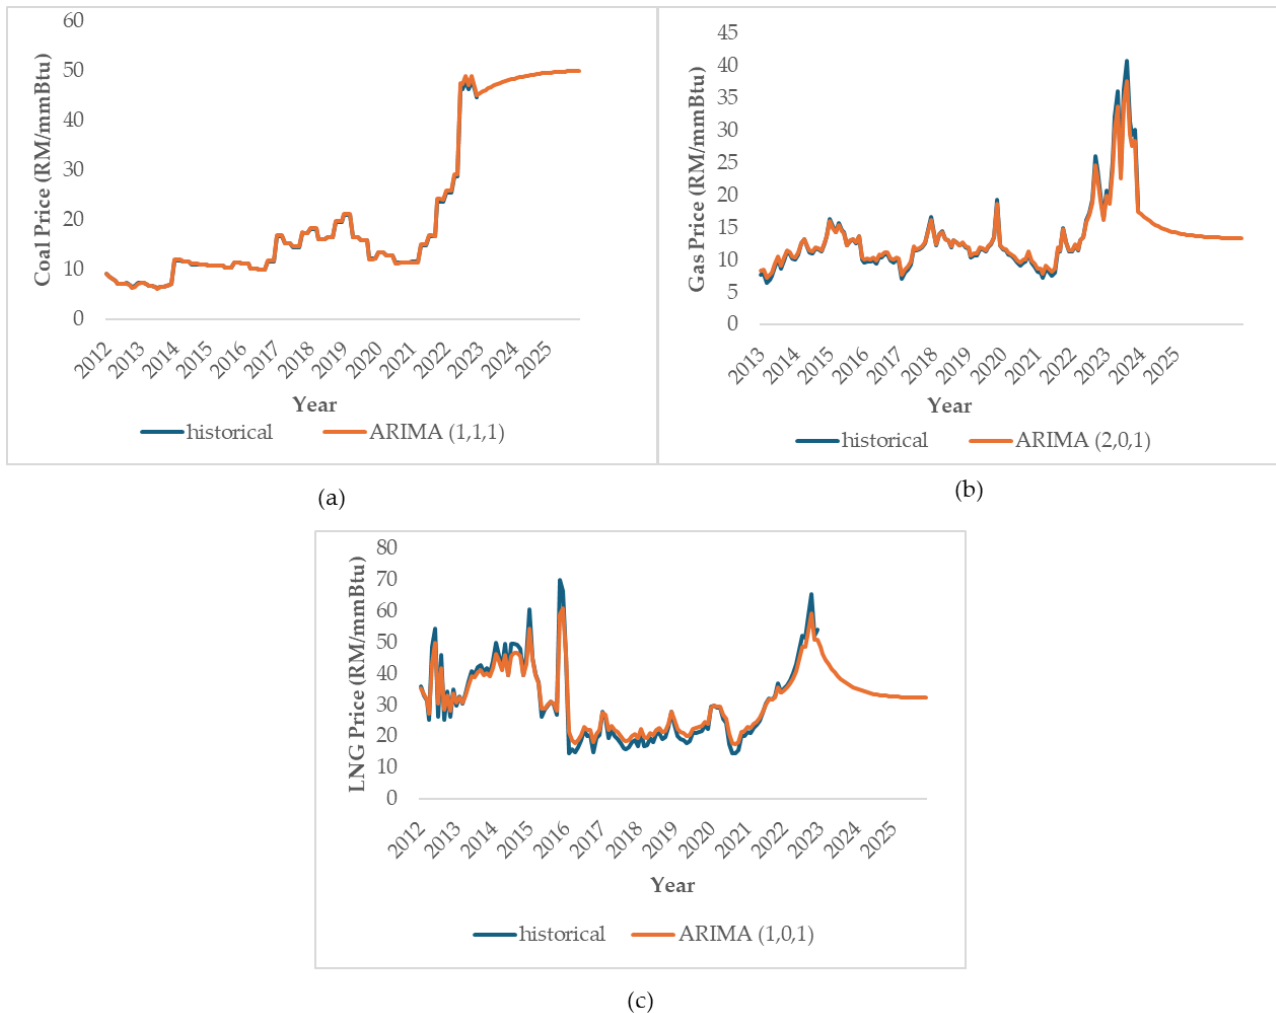 Coal Price (RM/mmBtu)
60
50
40
30
20
10
0
2012 2013 2014 2015 2016 2017 2018 2019 2020 2021 2022 2023 2024 2025
Year
historical ARIMA (1,1,1)
(a)
Gas Price (RM/mmBtu)
45
40
35
30
25
20
15
10
5
0
2013 2014 2015 2016 2017 2018 2019 2020 2021 2022 2023 2024 2025
Year
historical ARIMA (2,0,1)
(b)
LNG Price (RM/mmBtu)
80
70
60
50
40
30
20
10
0
2012 2013 2014 2015 2016 2017 2018 2019 2020 2021 2022 2023 2024 2025
Year
historical ARIMA (1,0,1)
(c)